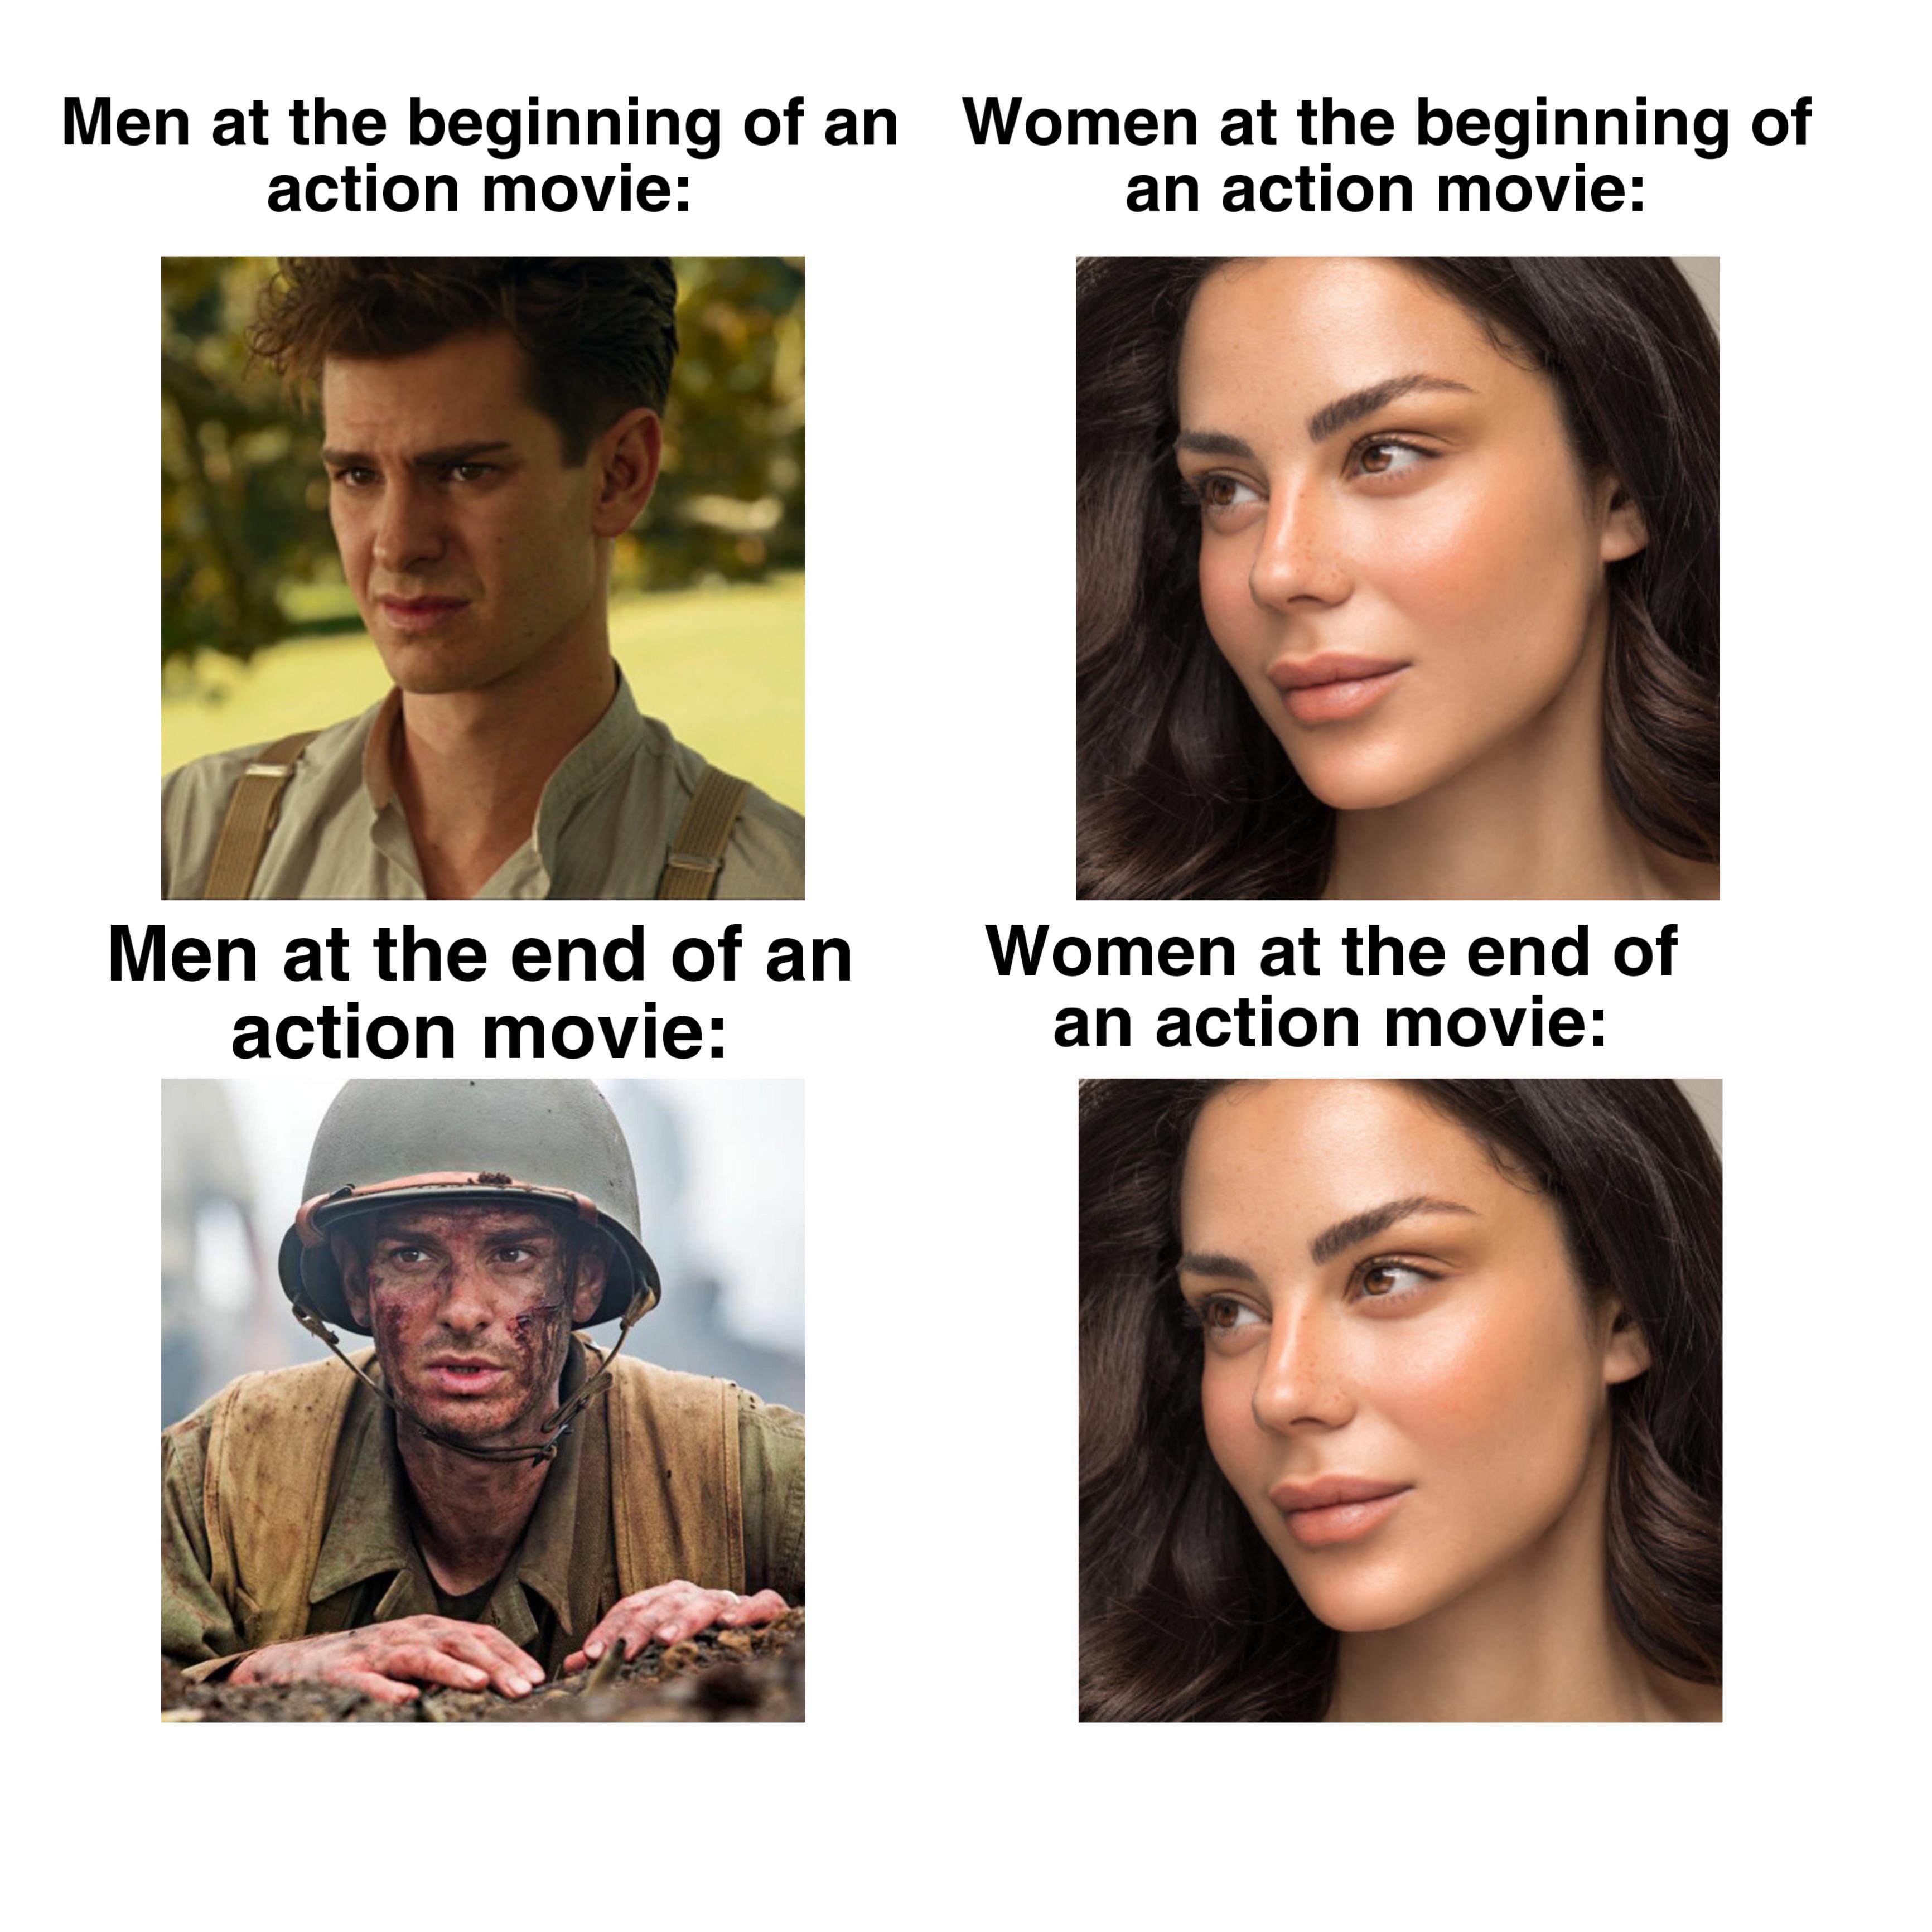 Men at the beginning of an
action movie:
Women at the beginning of
an action movie:
Men at the end of an
action movie:
Women at the end of
an action movie: